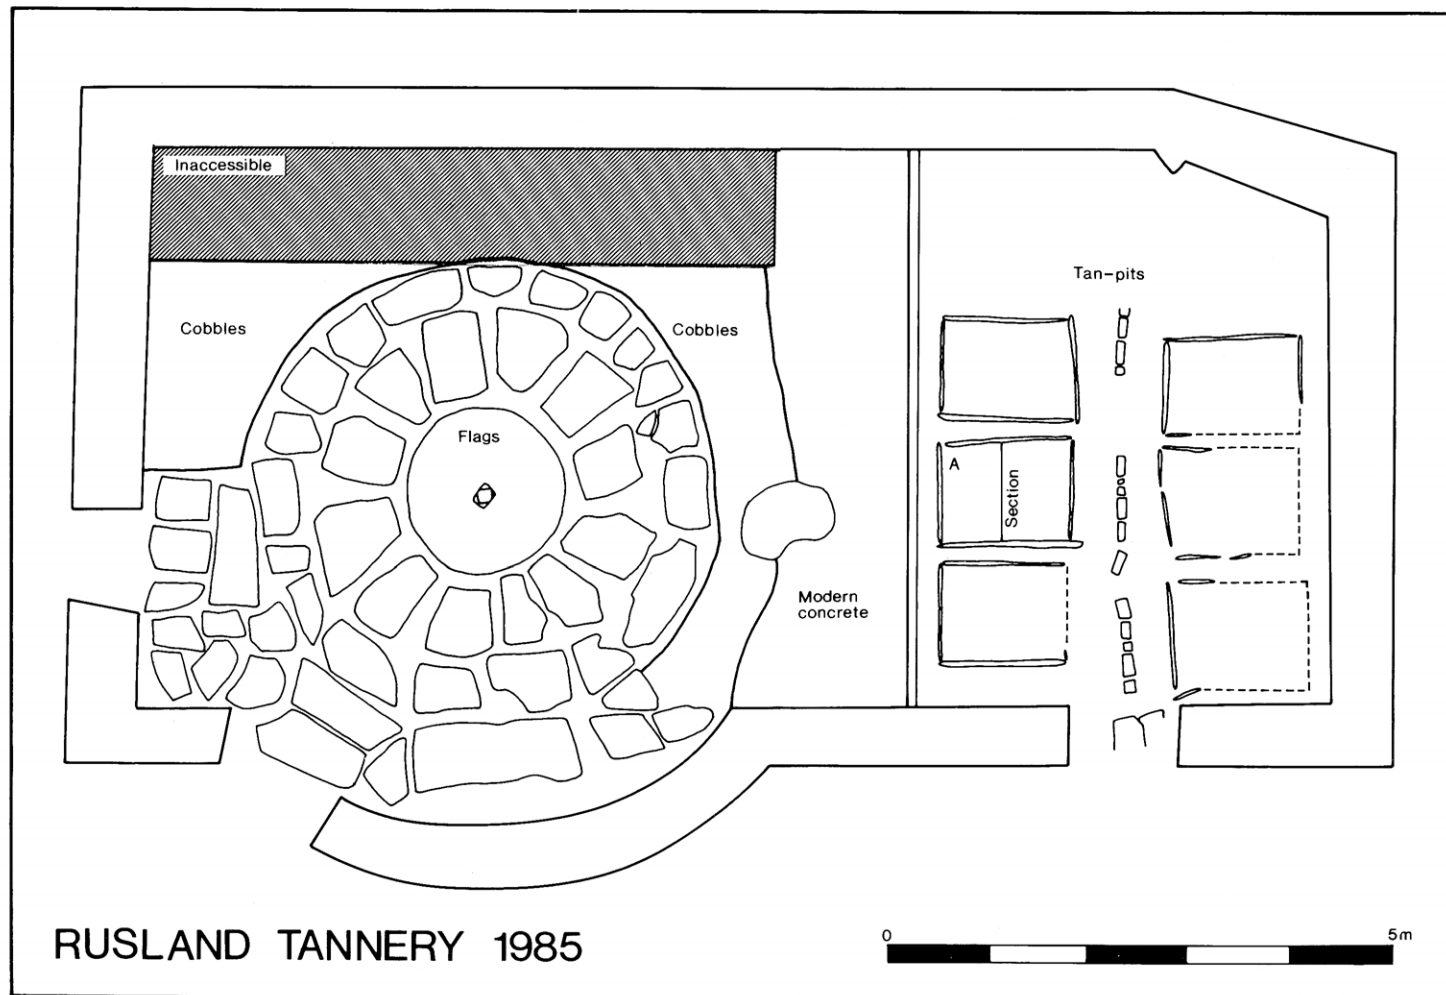 Inaccessible
Tan-pits
Cobbles
Cobbles
Flags
A
Section
Modern
concrete
RUSLAND TANNERY 1985
0
5m